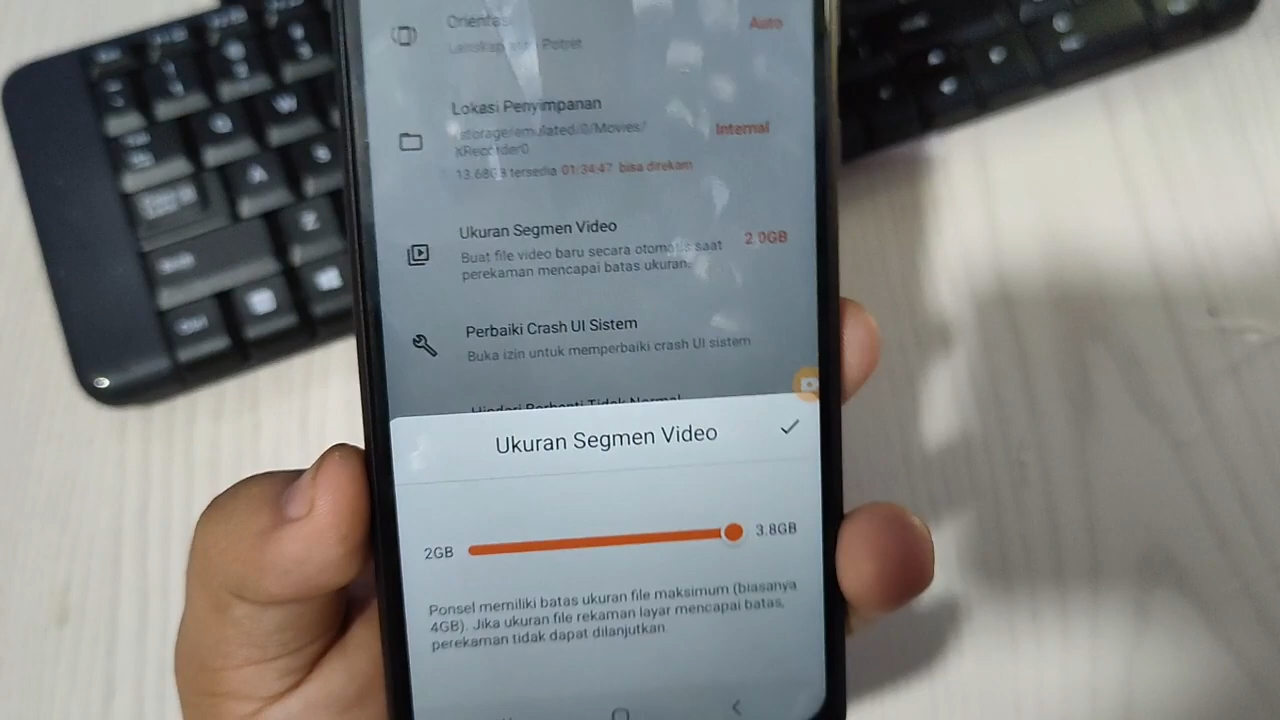 Orientasi
Auto
Potret
Lokasi Penyimpanan
storage/emulated/0/Movies/
Internal
XRecorder0
13.68GB tersedia 01:34:47 bisa direkam
Ukuran Segmen Video
2.0GB
Buat file video baru secara otomatis saat
perekaman mencapai batas ukuran.
Perbaiki Crash UI Sistem
Buka izin untuk memperbaiki crash UI sistem
Hindari Berhenti Tidak Normal
Ukuran Segmen Video
2GB
3.8GB
Ponsel memiliki batas ukuran file maksimum (biasanya
4GB). Jika ukuran file rekaman layar mencapai batas,
perekaman tidak dapat dilanjutkan
W
A
S
Z